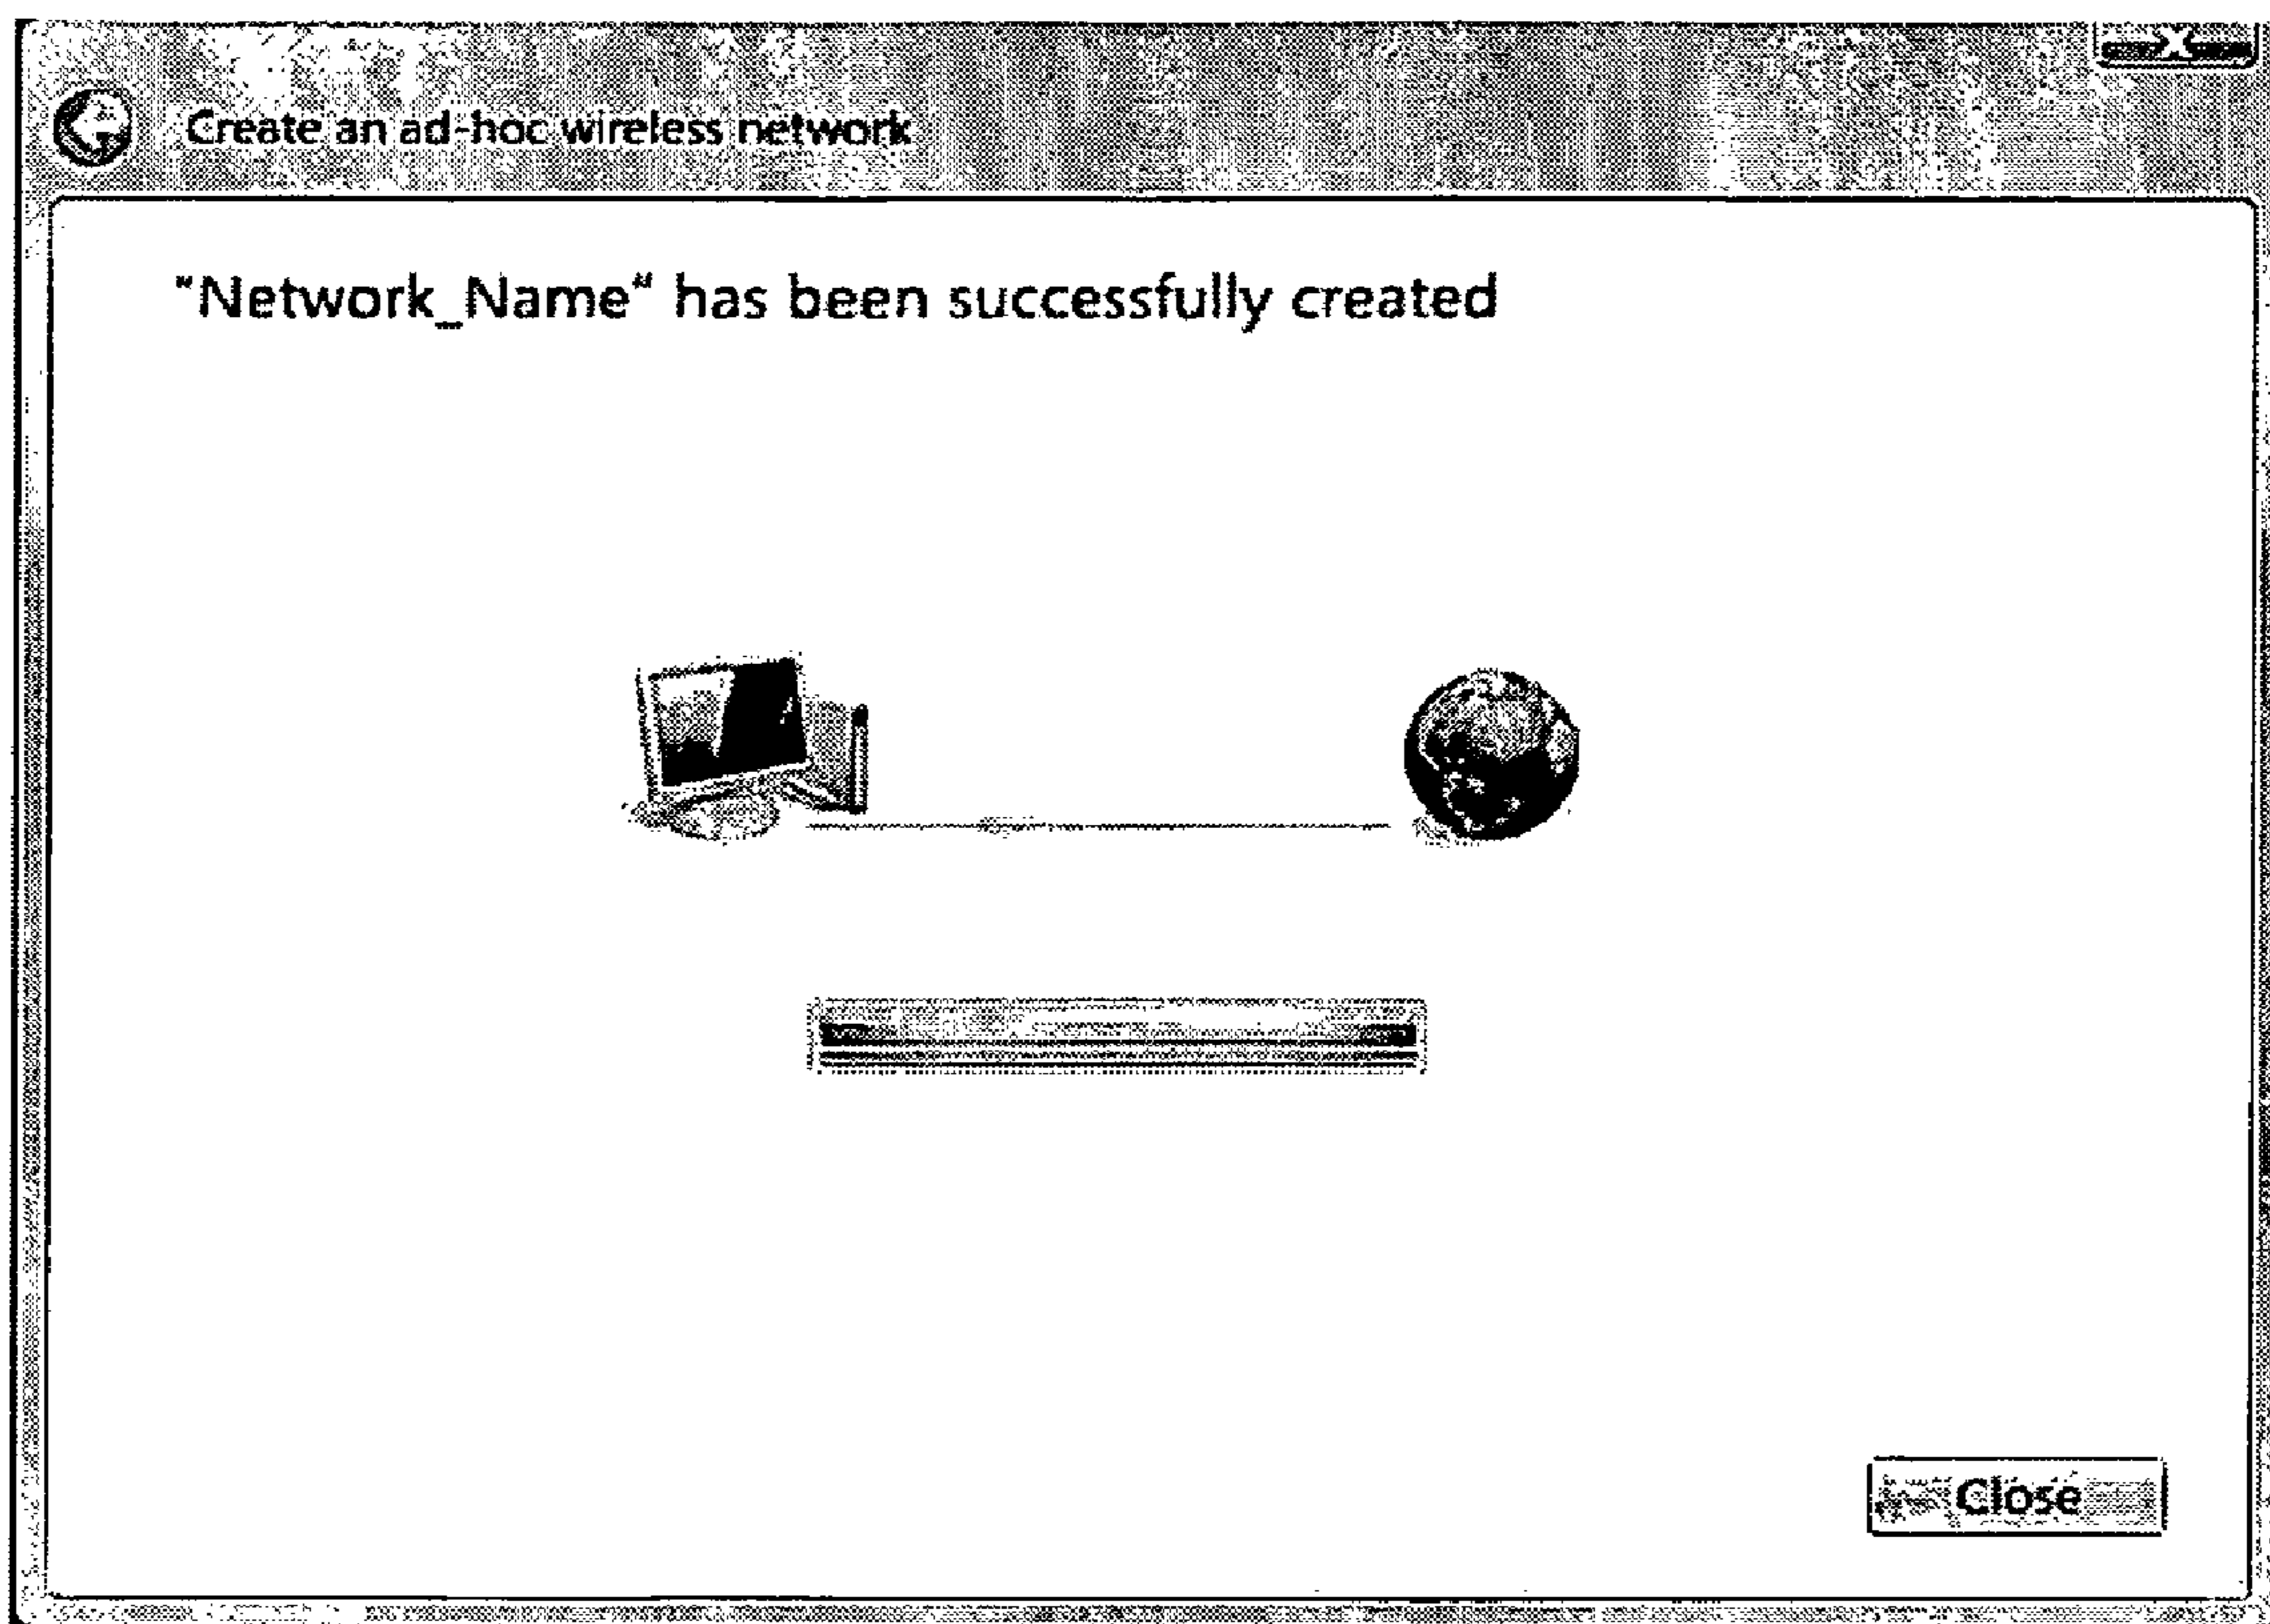 Create an ad-hoc wireless network
"Network_Name" has been successfully created
Close